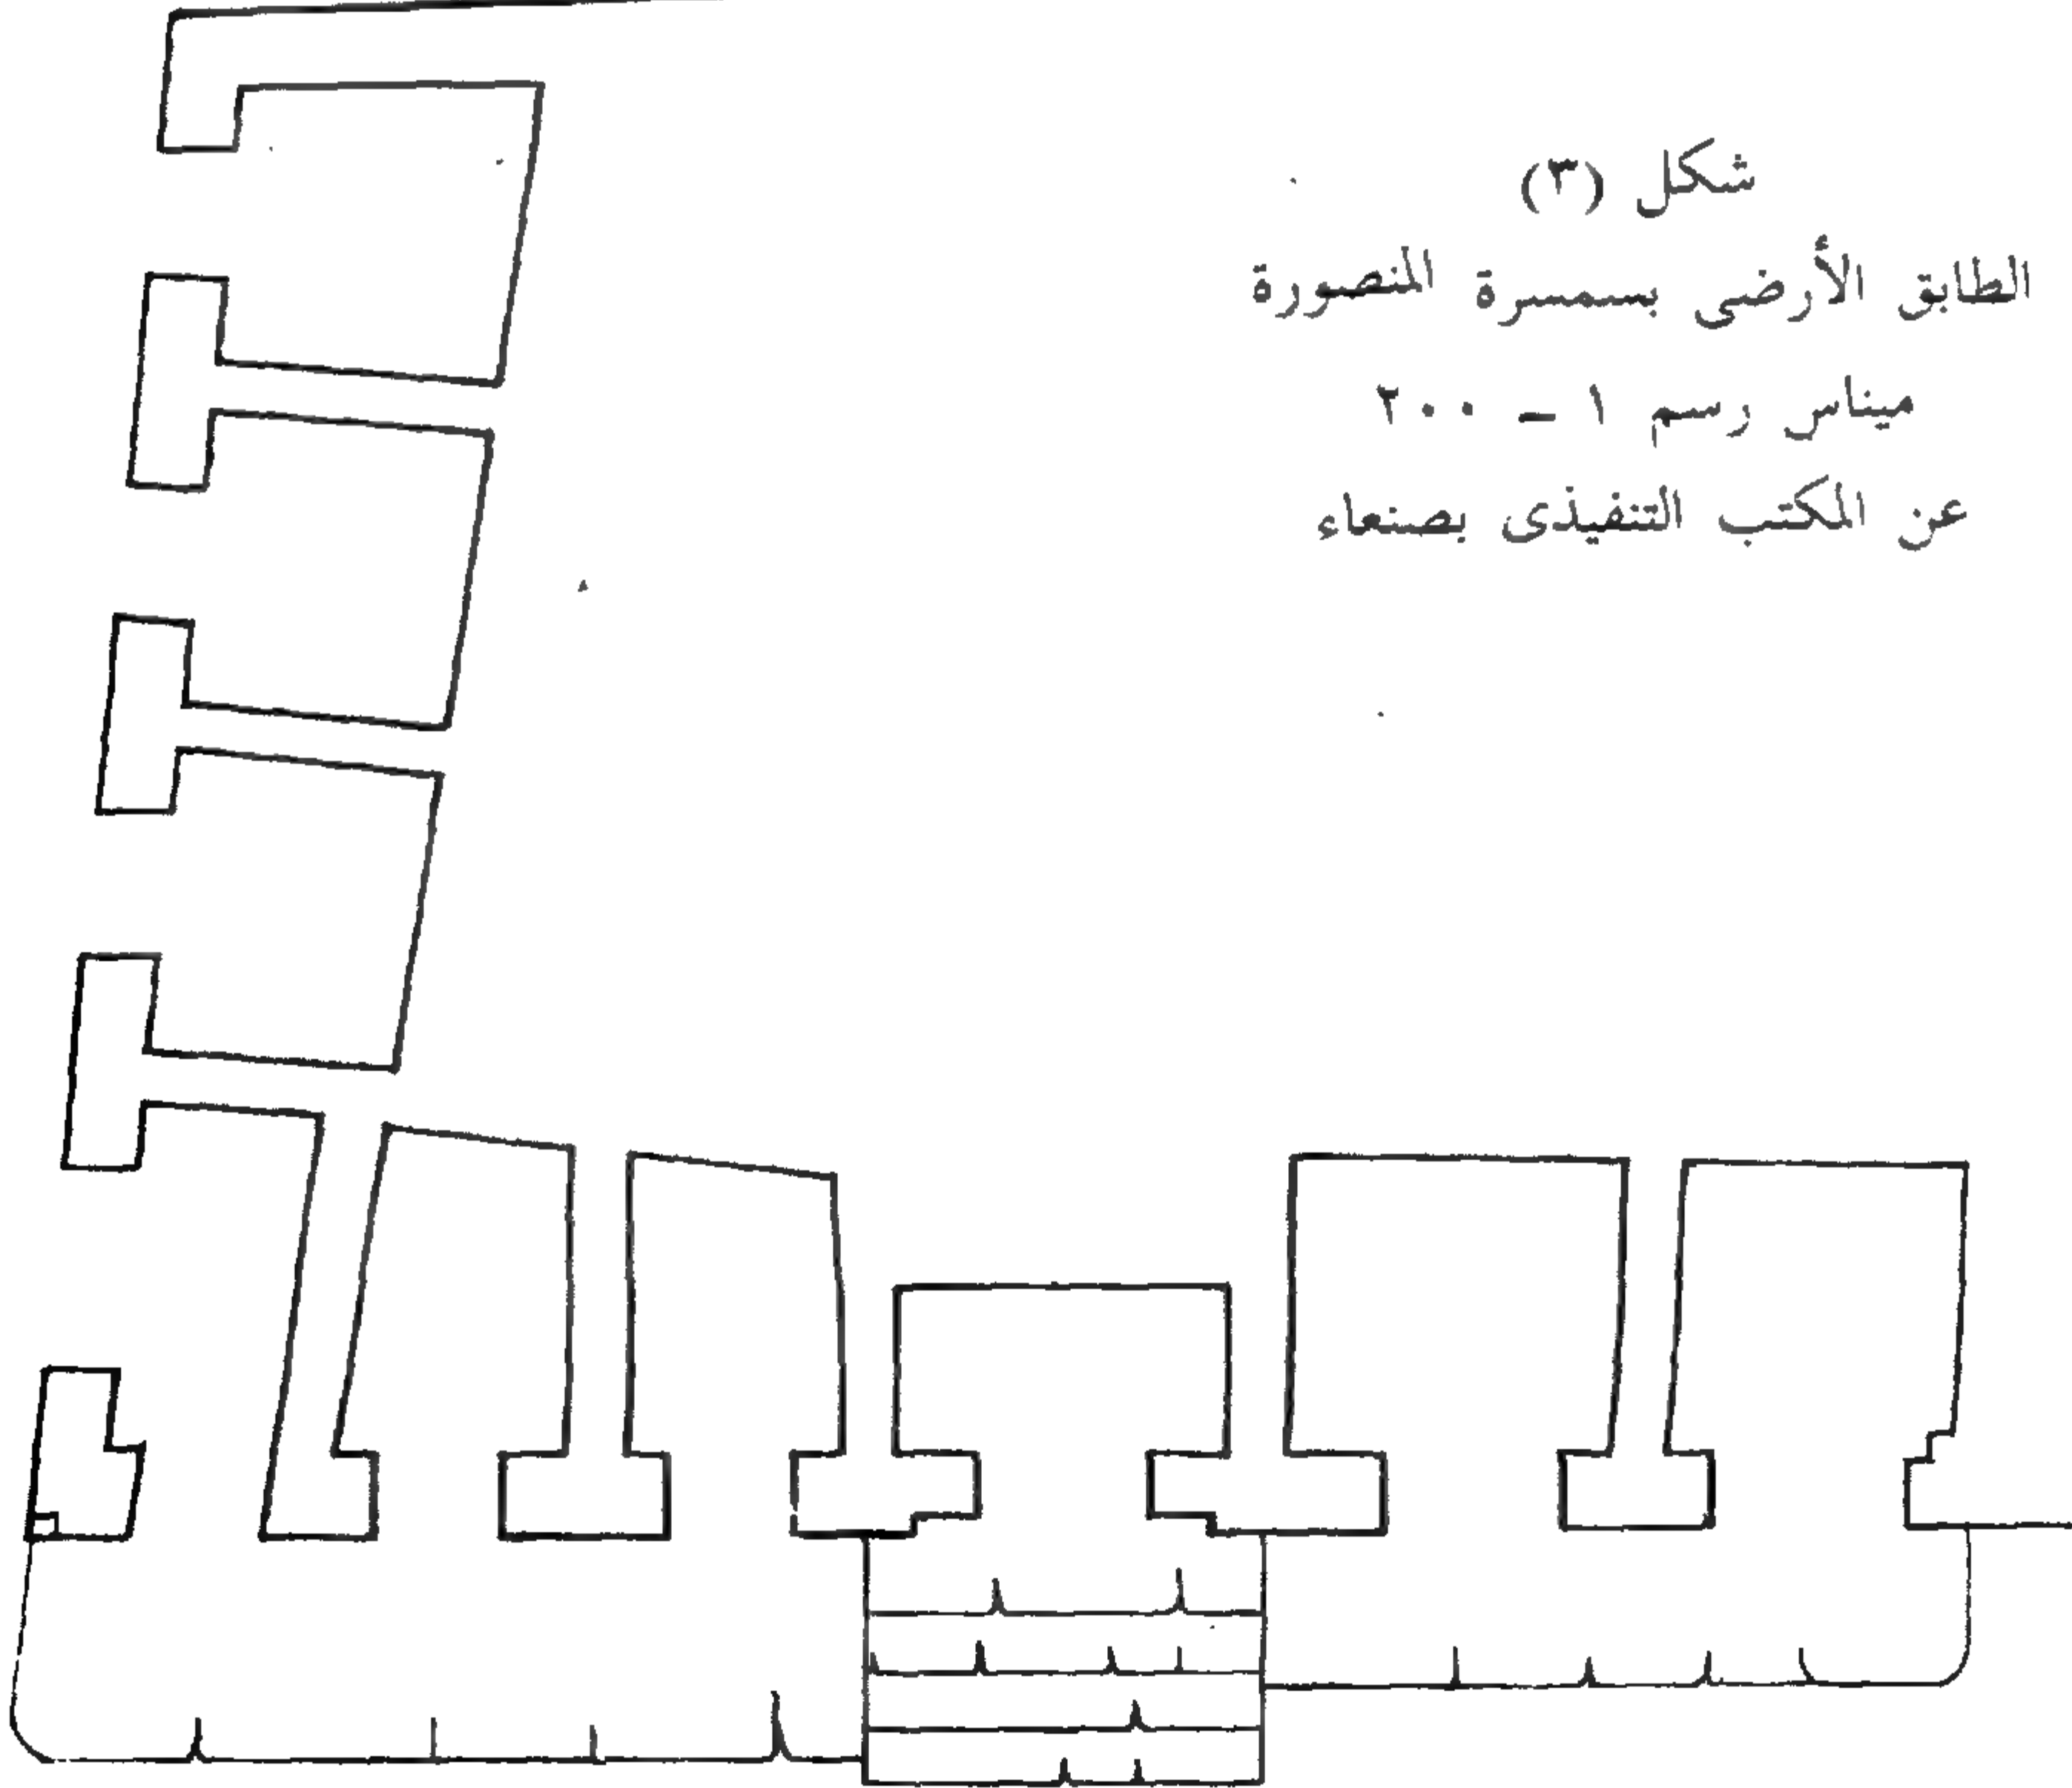 شكل (٣)
الطابق الأرضى بسمسرة المنصورة
ميناس رسم ١ ــ ٢٠٠
عن المكتب التنفيذى بصنعاء